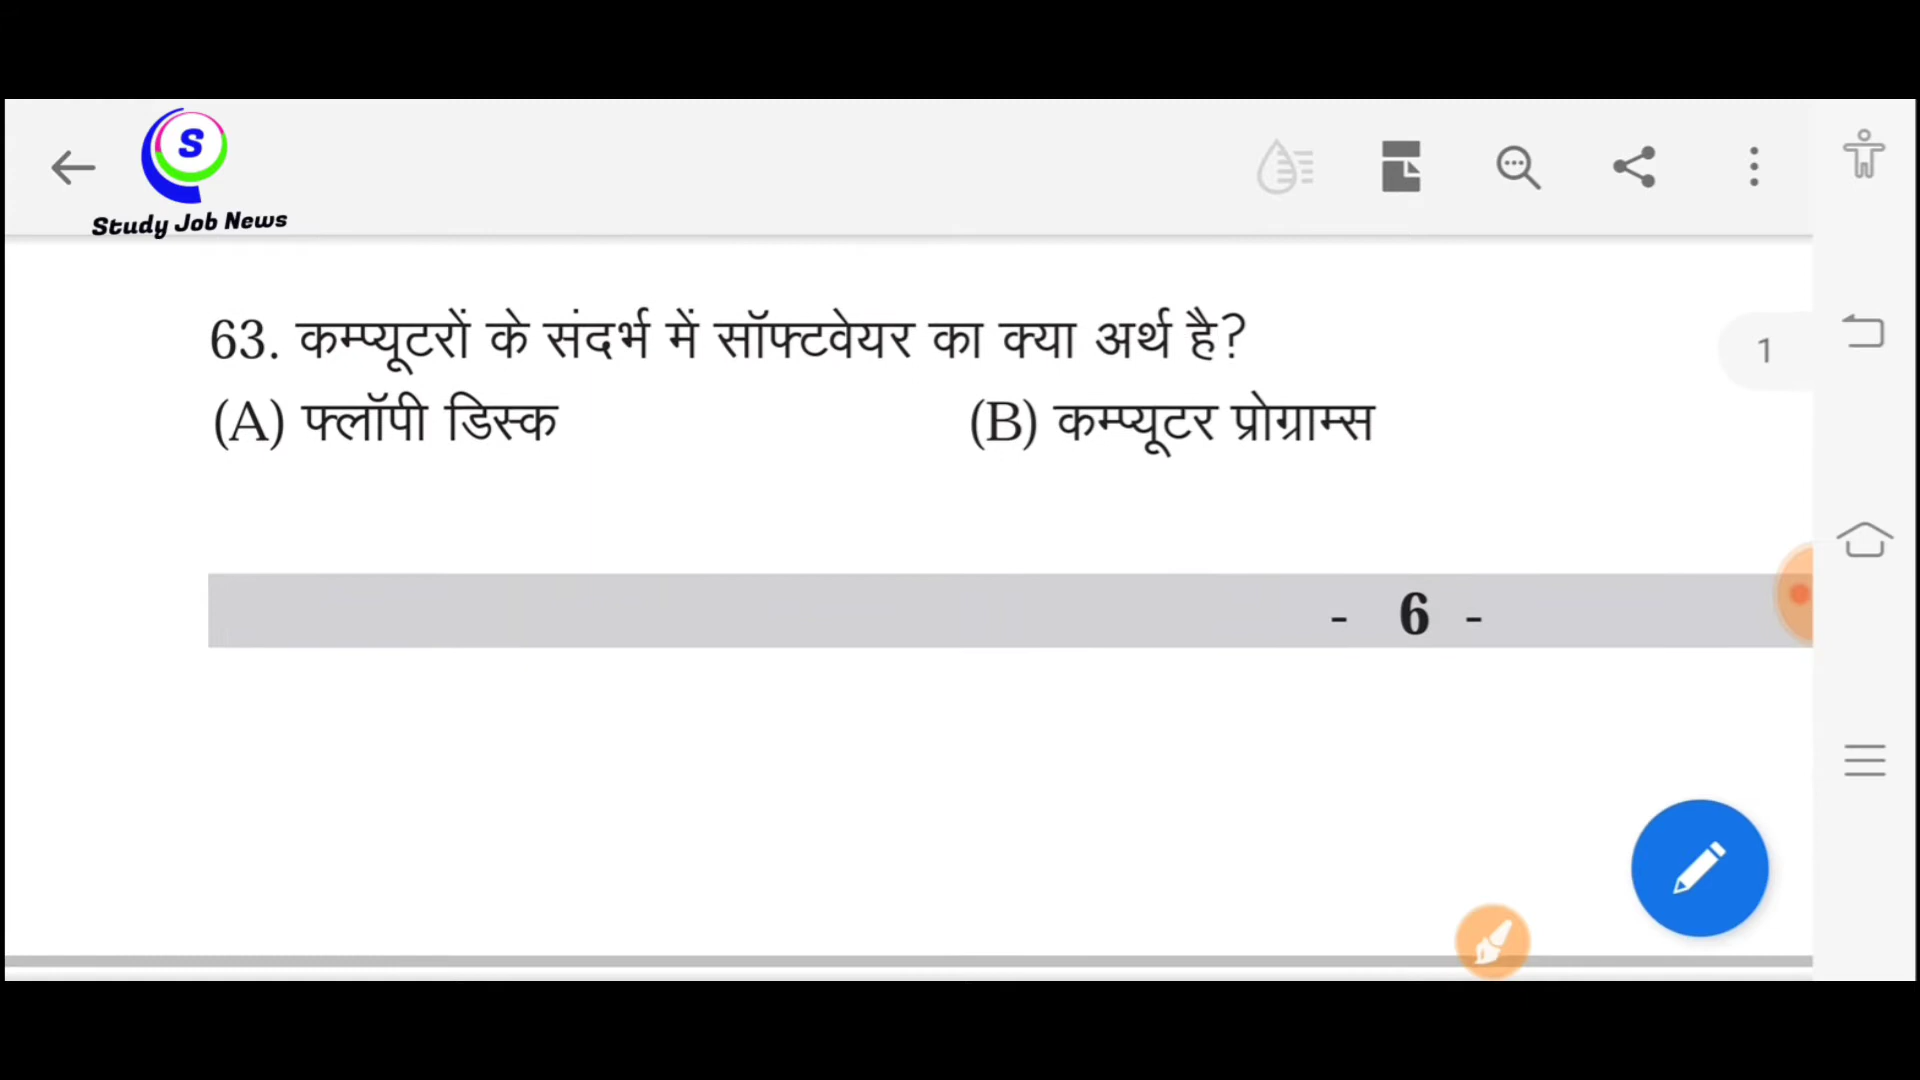 S
Study Job News
63. कम्प्यूटरों के संदर्भ में सॉफ्टवेयर का क्या अर्थ है?
1
(A) फ्लॉपी डिस्क (B) कम्प्यूटर प्रोग्राम्स
- 6 -